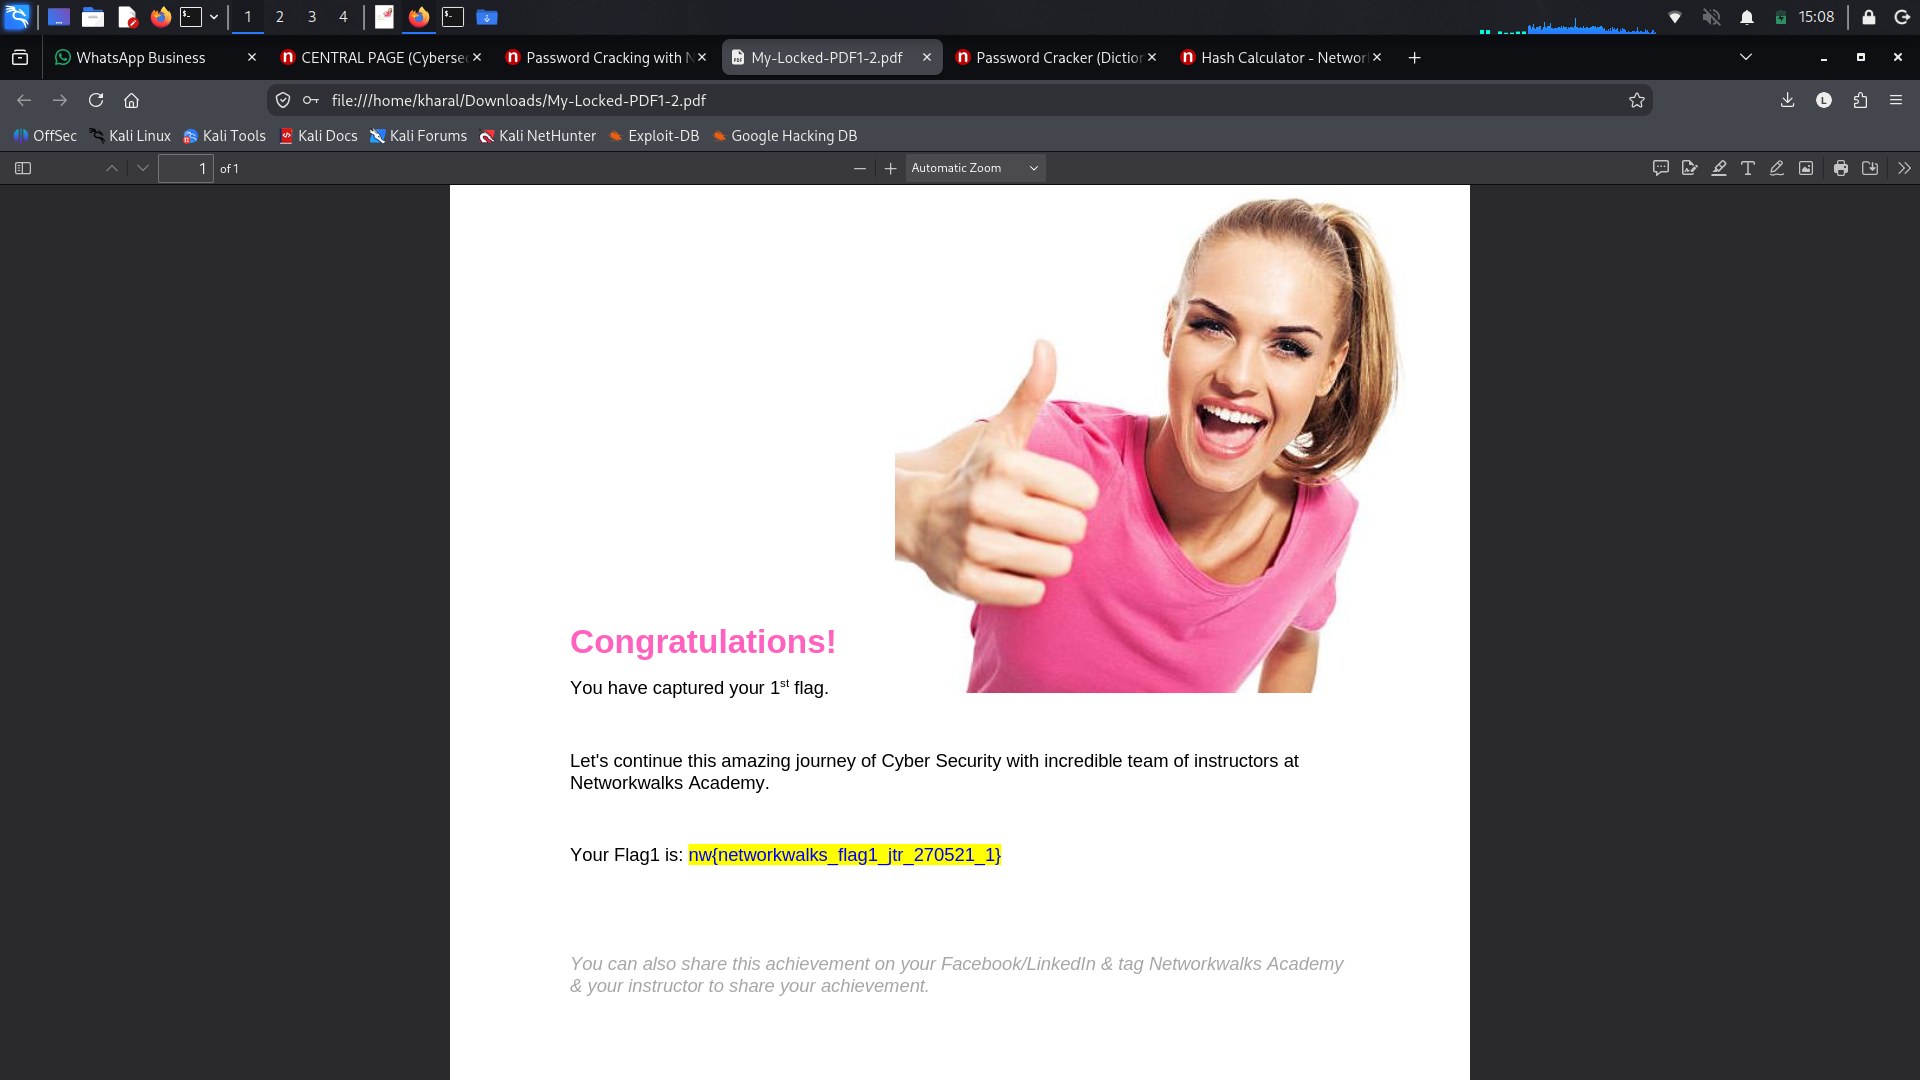 1 2 3 4 15:08
WhatsApp Business CENTRAL PAGE (Cyberse Password Cracking with N My-Locked-PDF1-2.pdf Password Cracker (Diction Hash Calculator - Networ
file:///home/kharal/Downloads/My-Locked-PDF1-2.pdf L
OffSec Kali Linux Kali Tools Kali Docs Kali Forums Kali NetHunter Exploit-DB Google Hacking DB
1 of 1 Automatic Zoom
Congratulations!
You have captured your 1st flag.
Let's continue this amazing journey of Cyber Security with incredible team of instructors at
Networkwalks Academy.
Your Flag1 is: nw{networkwalks_flag1_jtr_270521_1}
You can also share this achievement on your Facebook/LinkedIn & tag Networkwalks Academy
& your instructor to share your achievement.